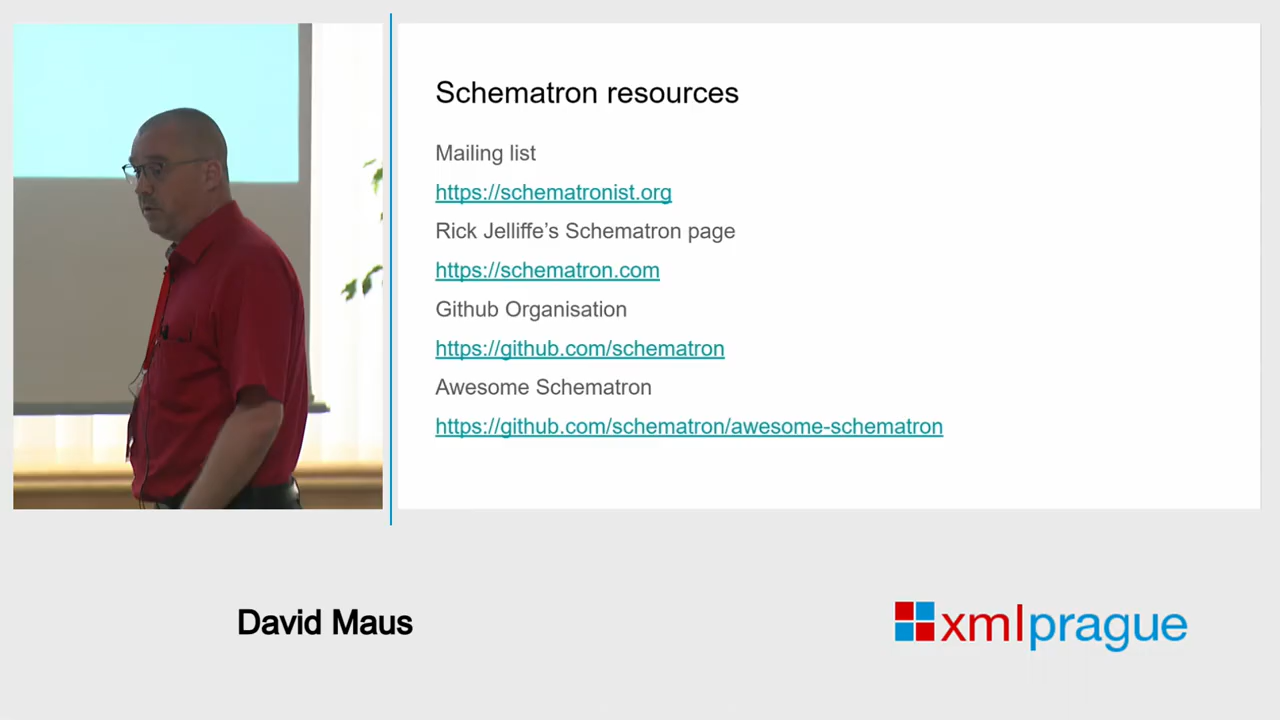 Schematron resources
Mailing list
https://schematronist.org
Rick Jelliffe’s Schematron page
https://schematron.com
Github Organisation
https://github.com/schematron
Awesome Schematron
https://github.com/schematron/awesome-schematron
David Maus
xmlprague